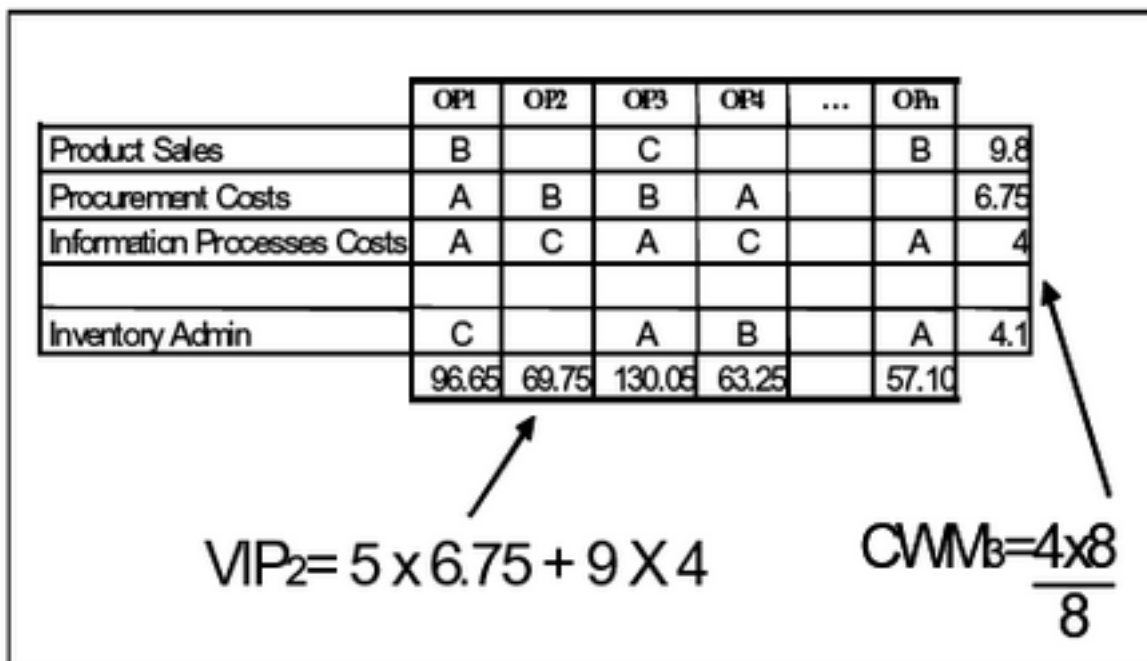 OP1 OP2 OP3 OP4 ... OPn
Product Sales B C B 9.8
Procurement Costs A B B A 6.75
Information Processes Costs A C A C A 4
Inventory Admin C A B A 4.1
96.65 69.75 130.05 63.25 57.10
VIP2= 5 x 6.75 + 9 X 4
CWM3=4x8
8